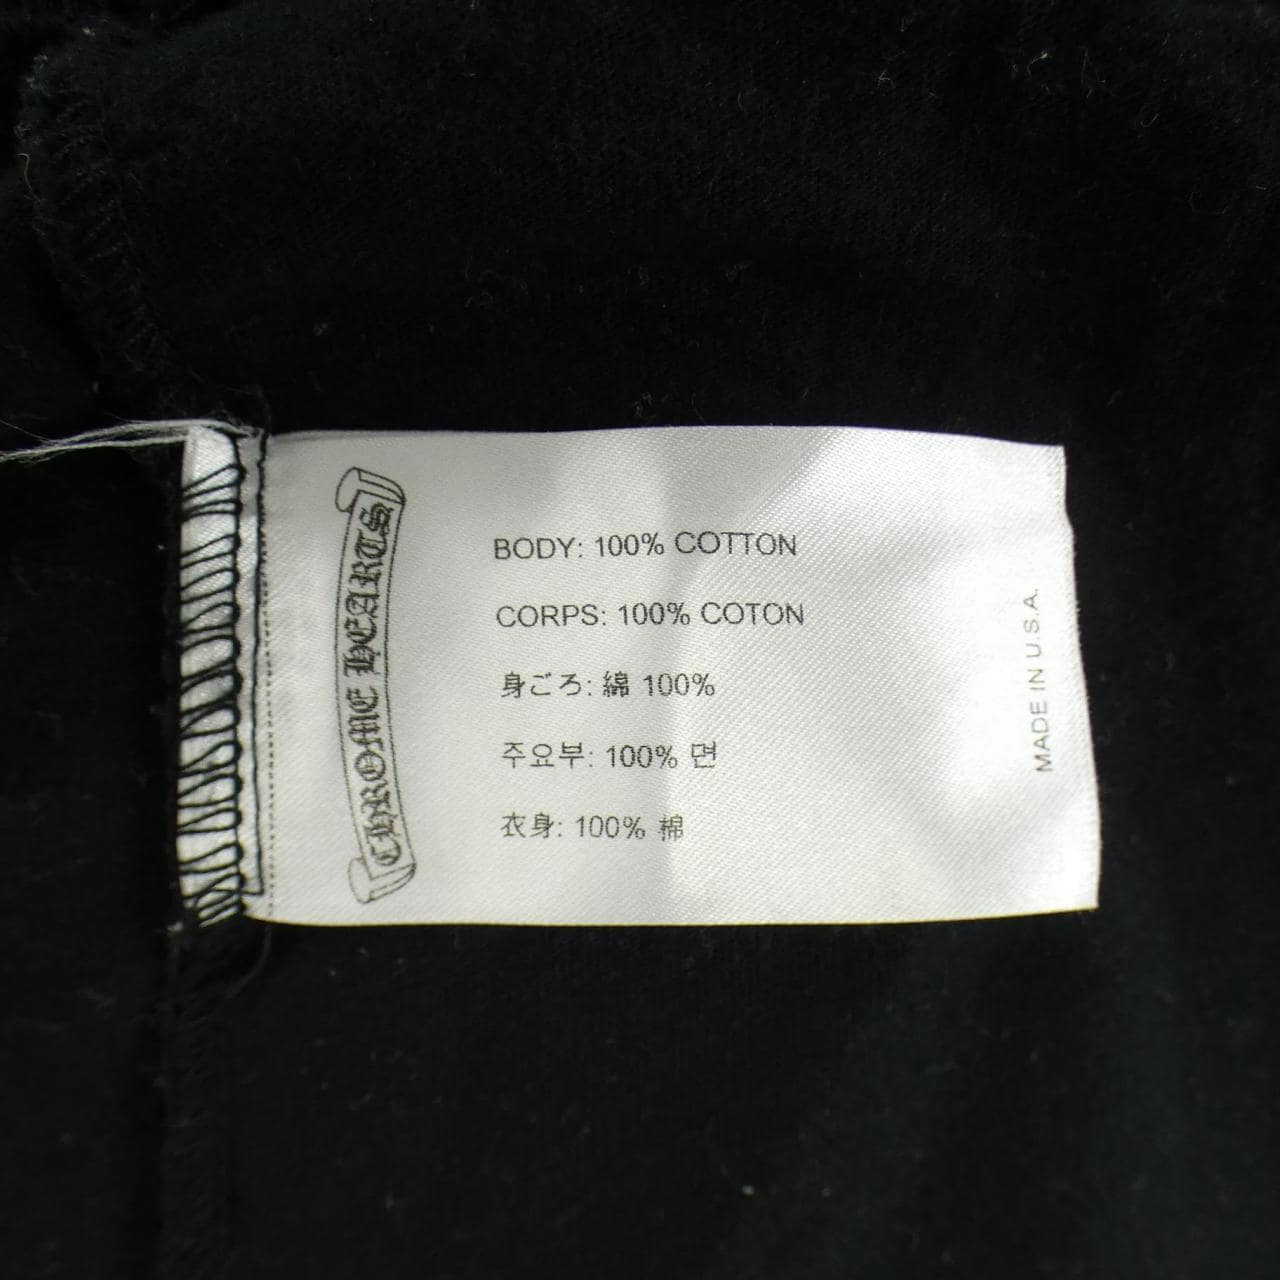 CHROME HEARTS
BODY: 100% COTTON
CORPS: 100% COTON
身ごろ: 綿 100%
주요부: 100% 면
衣身: 100% 棉
MADE IN U.S.A.